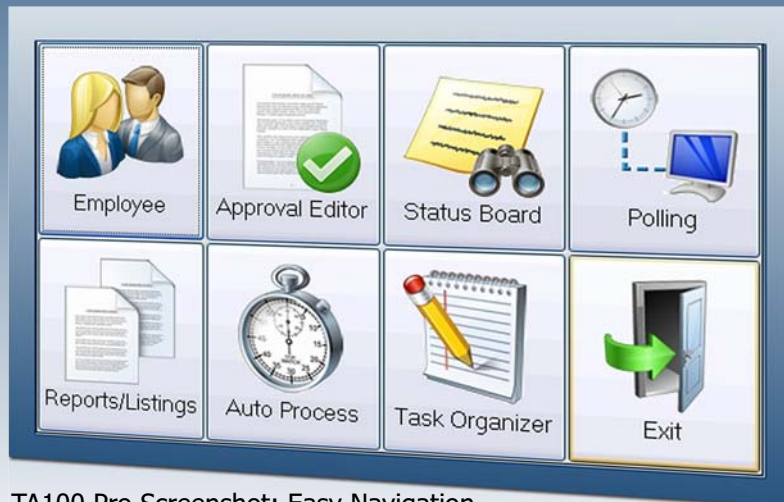 Employee
Approval Editor
Status Board
Polling
Reports/Listings
Auto Process
Task Organizer
Exit
TA100 Pro Screenshot: Easy Navigation